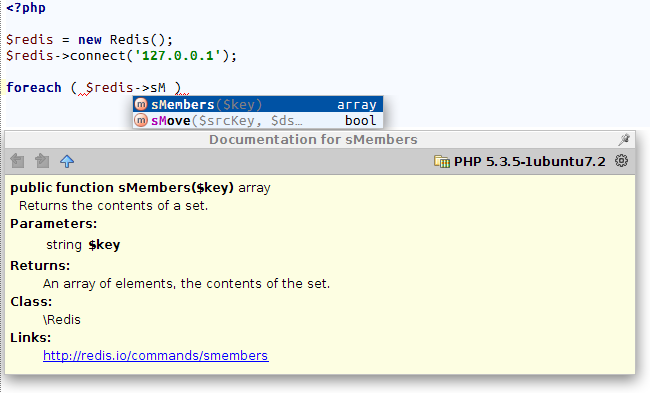 <?php
$redis = new Redis();
$redis->connect('127.0.0.1');
foreach ( $redis->sM )
sMembers($key) array
sMove($srcKey, $ds… bool
Documentation for sMembers
PHP 5.3.5-1ubuntu7.2
public function sMembers($key) array
Returns the contents of a set.
Parameters:
string $key
Returns:
An array of elements, the contents of the set.
Class:
\Redis
Links:
http://redis.io/commands/smembers